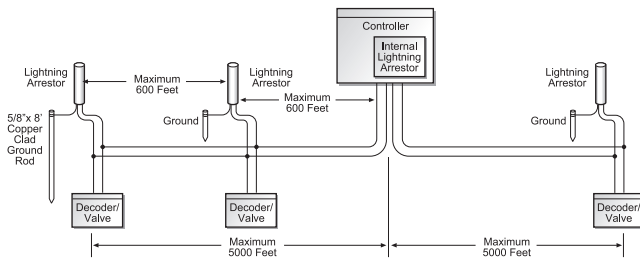 Controller
Internal
Lightning
Arrestor
Lightning
Arrestor
Maximum
600 Feet
Lightning
Arrestor
Maximum
600 Feet
Lightning
Arrestor
5/8"x 8'
Copper
Clad
Ground
Rod
Ground
Ground
Decoder/
Valve
Decoder/
Valve
Decoder/
Valve
Maximum
5000 Feet
Maximum
5000 Feet